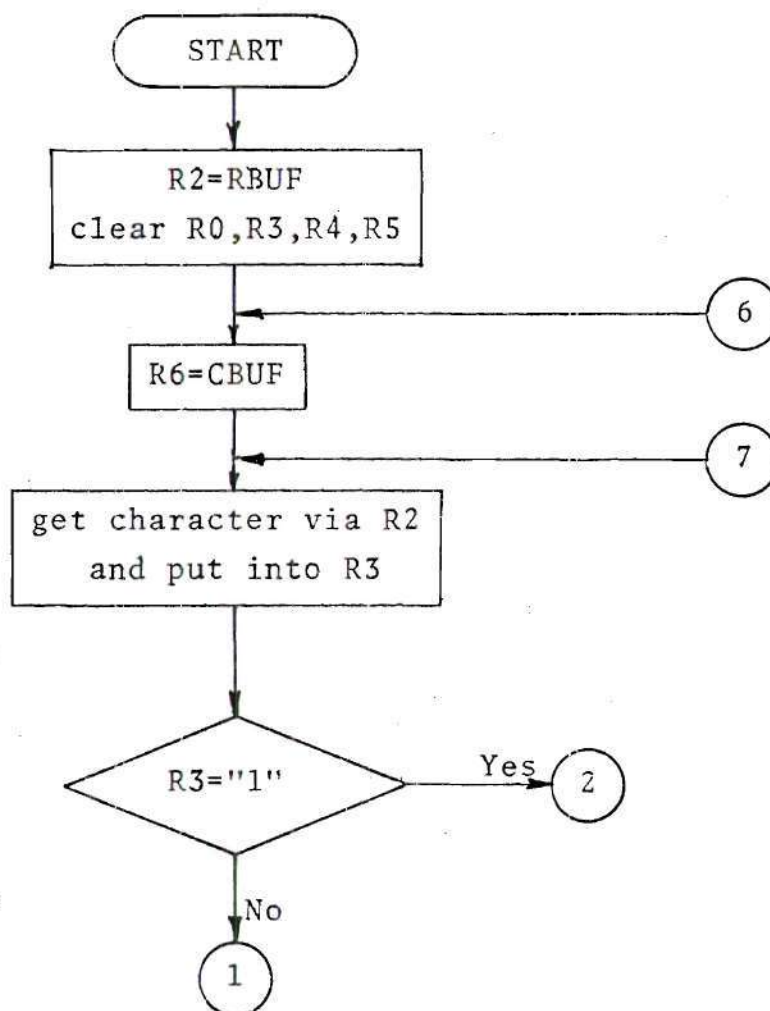 START
R2=RBUF
clear R0,R3,R4,R5
6
R6=CBUF
7
get character via R2
and put into R3
R3="1"
Yes
2
No
1